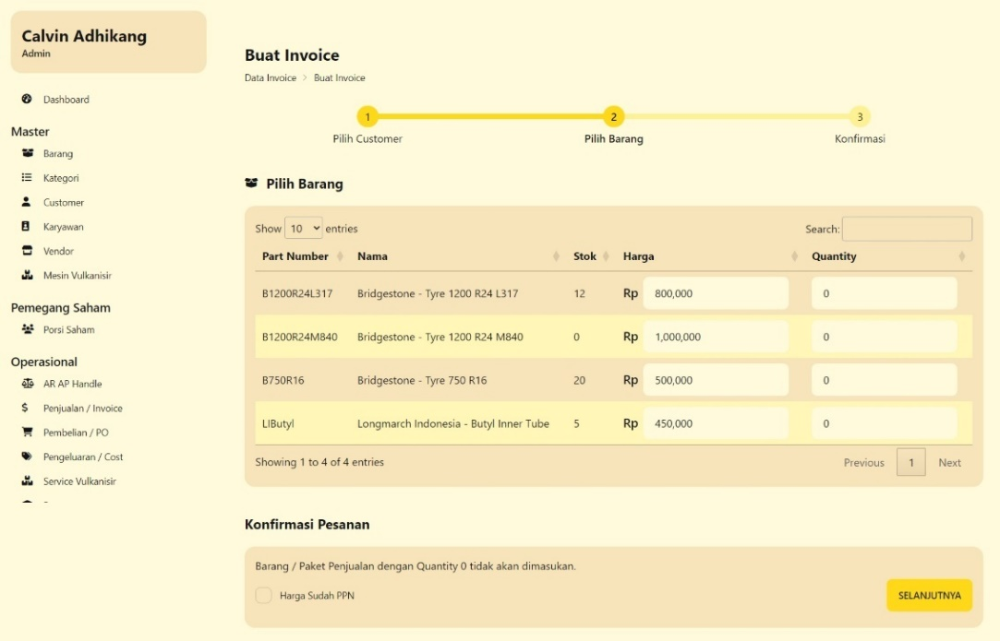 Calvin Adhikang
Admin
Dashboard
Master
Barang
Kategori
Customer
Karyawan
Vendor
Mesin Vulkanisir
Pemegang Saham
Porsi Saham
Operasional
AR AP Handle
Penjualan / Invoice
Pembelian / PO
Pengeluaran / Cost
Service Vulkanisir
Buat Invoice
Data Invoice > Buat Invoice
1 2 3
Pilih Customer Pilih Barang Konfirmasi
Pilih Barang
Show 10 entries Search:
Part Number Nama Stok Harga Quantity
B1200R24L317 Bridgestone - Tyre 1200 R24 L317 12 Rp 800,000 0
B1200R24M840 Bridgestone - Tyre 1200 R24 M840 0 Rp 1,000,000 0
B750R16 Bridgestone - Tyre 750 R16 20 Rp 500,000 0
LIButyl Longmarch Indonesia - Butyl Inner Tube 5 Rp 450,000 0
Showing 1 to 4 of 4 entries Previous 1 Next
Konfirmasi Pesanan
Barang / Paket Penjualan dengan Quantity 0 tidak akan dimasukan.
Harga Sudah PPN SELANJUTNYA